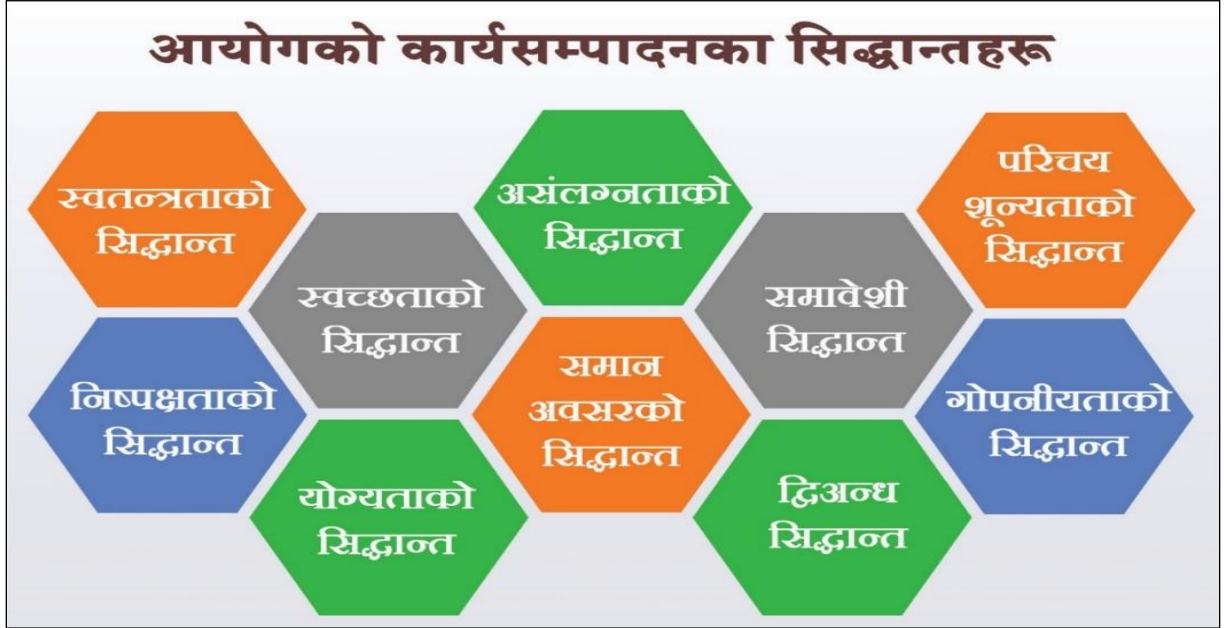 आयोगको कार्यसम्पादनका सिद्धान्तहरू
स्वतन्त्रताको
सिद्धान्त
स्वच्छताको
सिद्धान्त
असंलग्नताको
सिद्धान्त
समावेशी
सिद्धान्त
परिचय
शून्यताको
सिद्धान्त
निष्पक्षताको
सिद्धान्त
योग्यताको
सिद्धान्त
समान
अवसरको
सिद्धान्त
द्विअन्ध
सिद्धान्त
गोपनीयताको
सिद्धान्त